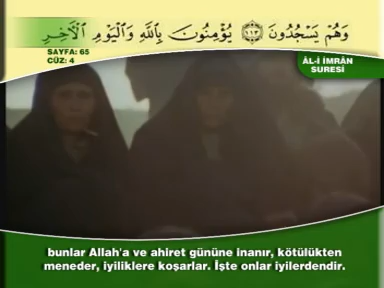 وَهُمْ يَسْجُدُونَ ﴿١١٣﴾ يُؤْمِنُونَ بِاللّٰهِ وَالْيَوْمِ الْاٰخِرِ
SAYFA: 65
CÜZ: 4
ÂL-İ İMRÂN
SURESİ
bunlar Allah'a ve ahiret gününe inanır, kötülükten
meneder, iyiliklere koşarlar. İşte onlar iyilerdendir.